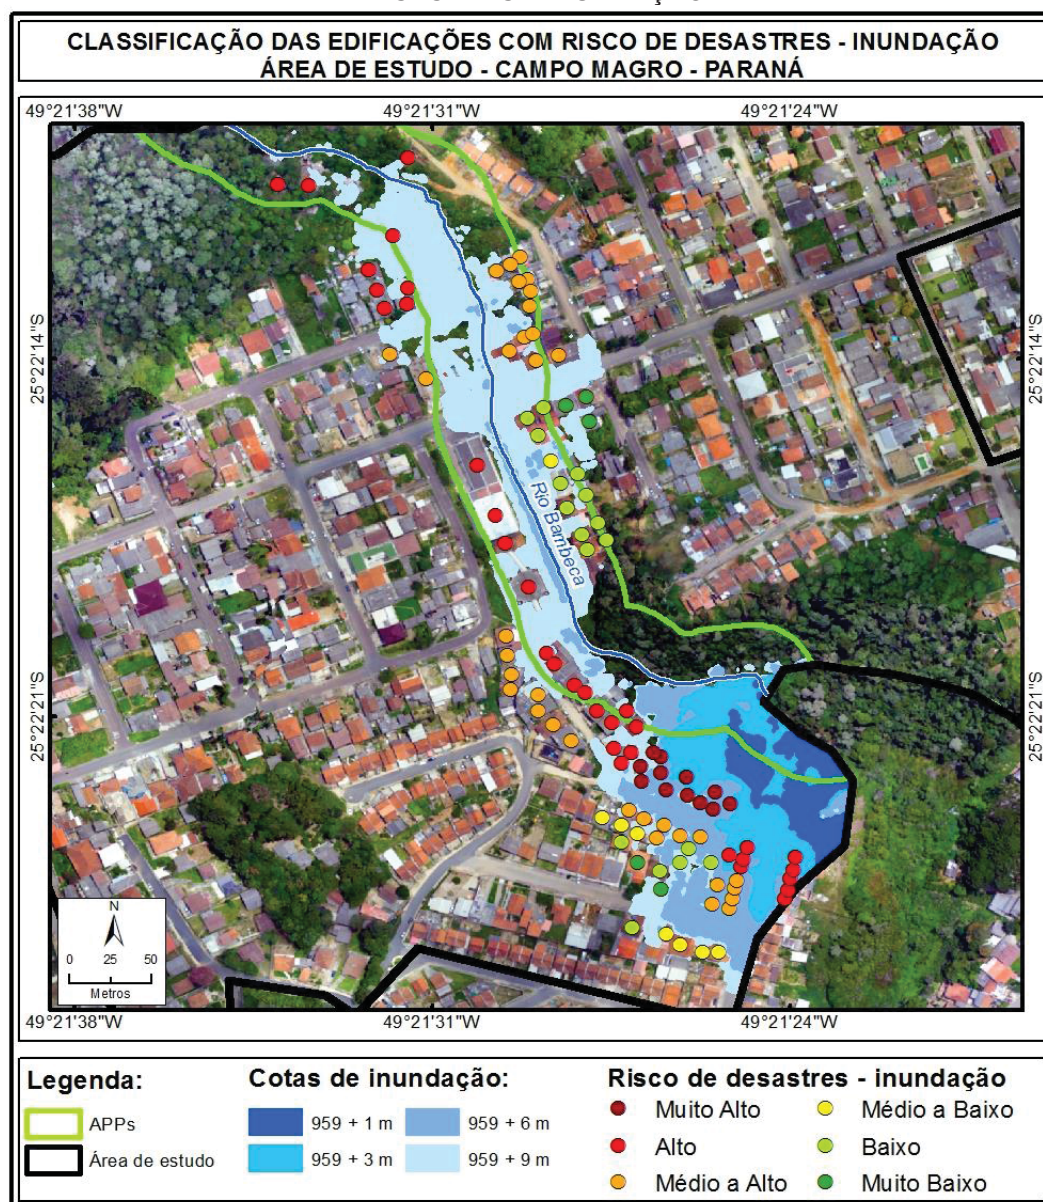 CLASSIFICAÇÃO DAS EDIFICAÇÕES COM RISCO DE DESASTRES - INUNDAÇÃO
ÁREA DE ESTUDO - CAMPO MAGRO - PARANÁ
49°21'38"W 49°21'31"W 49°21'24"W
25°22'14"S 25°22'14"S
Rio Bambeca
25°22'21"S 25°22'21"S
N
0 25 50
Metros
49°21'38"W 49°21'31"W 49°21'24"W
Legenda:
APPs
Área de estudo
Cotas de inundação:
959 + 1 m 959 + 6 m
959 + 3 m 959 + 9 m
Risco de desastres - inundação
Muito Alto Médio a Baixo
Alto Baixo
Médio a Alto Muito Baixo